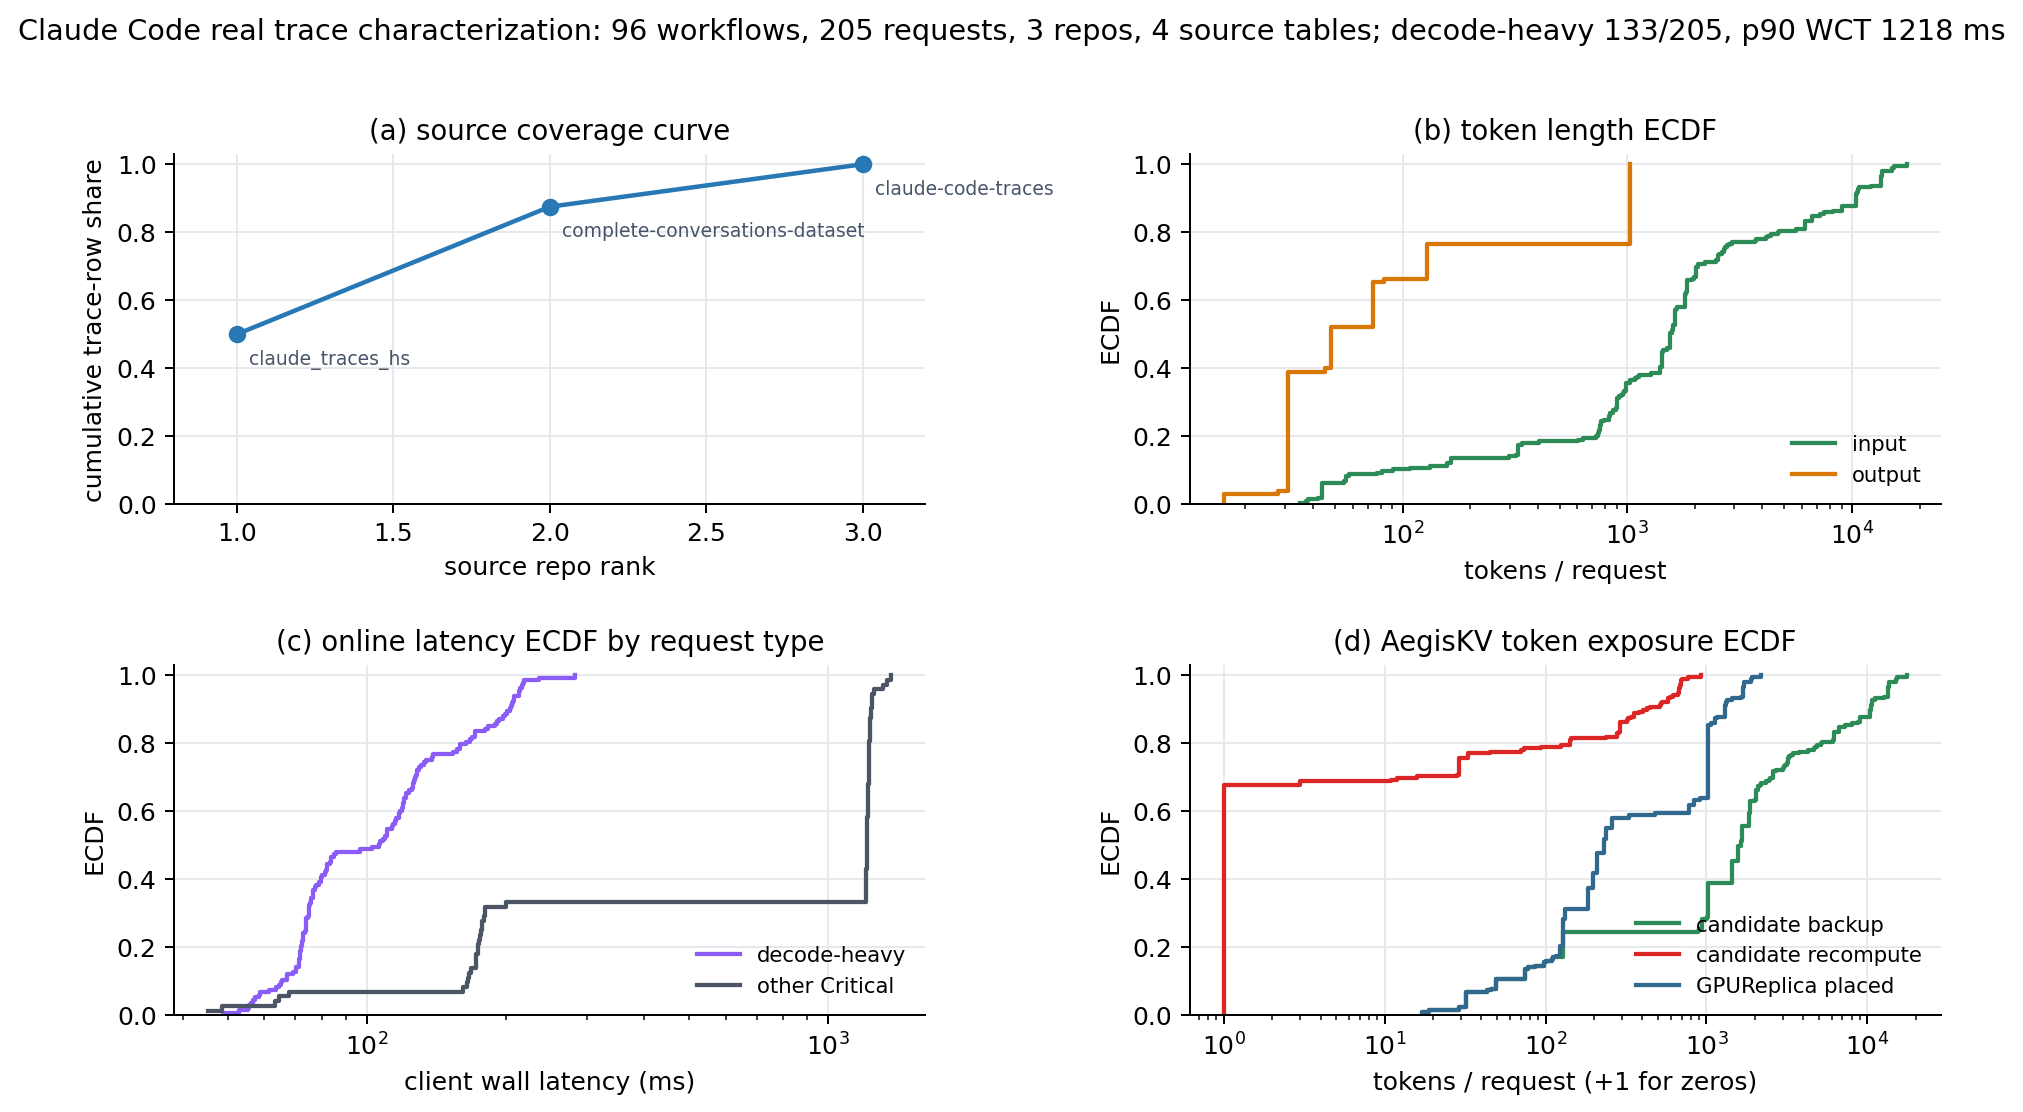 Claude Code real trace characterization: 96 workflows, 205 requests, 3 repos, 4 source tables; decode-heavy 133/205, p90 WCT 1218 ms
(a) source coverage curve
cumulative trace-row share
1.0
0.8
0.6
0.4
0.2
0.0
claude_traces_hs
complete-conversations-dataset
claude-code-traces
1.0 1.5 2.0 2.5 3.0
source repo rank
(b) token length ECDF
ECDF
1.0
0.8
0.6
0.4
0.2
0.0
input
output
10² 10³ 10⁴
tokens / request
(c) online latency ECDF by request type
ECDF
1.0
0.8
0.6
0.4
0.2
0.0
decode-heavy
other Critical
10² 10³
client wall latency (ms)
(d) AegisKV token exposure ECDF
ECDF
1.0
0.8
0.6
0.4
0.2
0.0
candidate backup
candidate recompute
GPUReplica placed
10⁰ 10¹ 10² 10³ 10⁴
tokens / request (+1 for zeros)